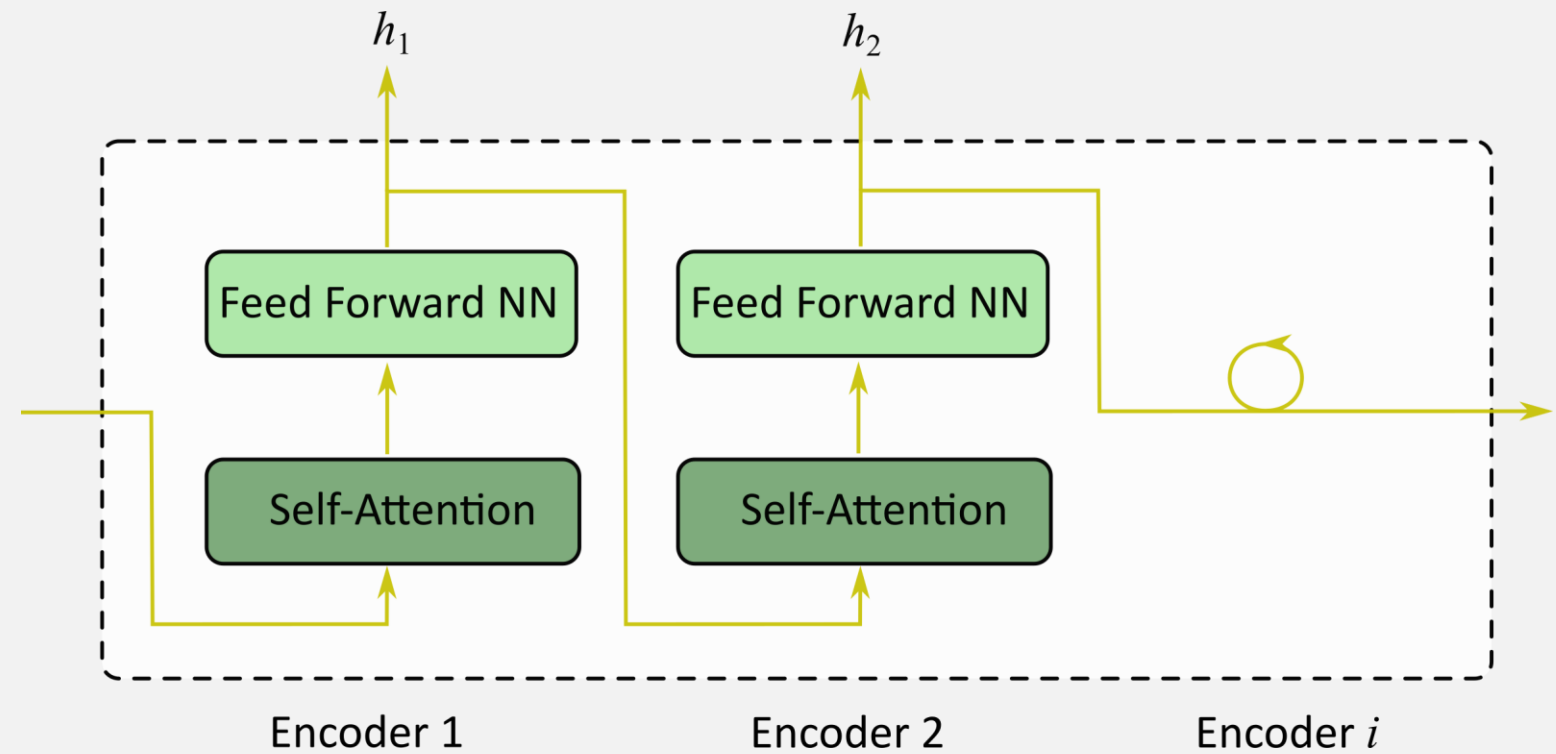 h₁
h₂
Feed Forward NN
Feed Forward NN
Self-Attention
Self-Attention
Encoder 1
Encoder 2
Encoder i